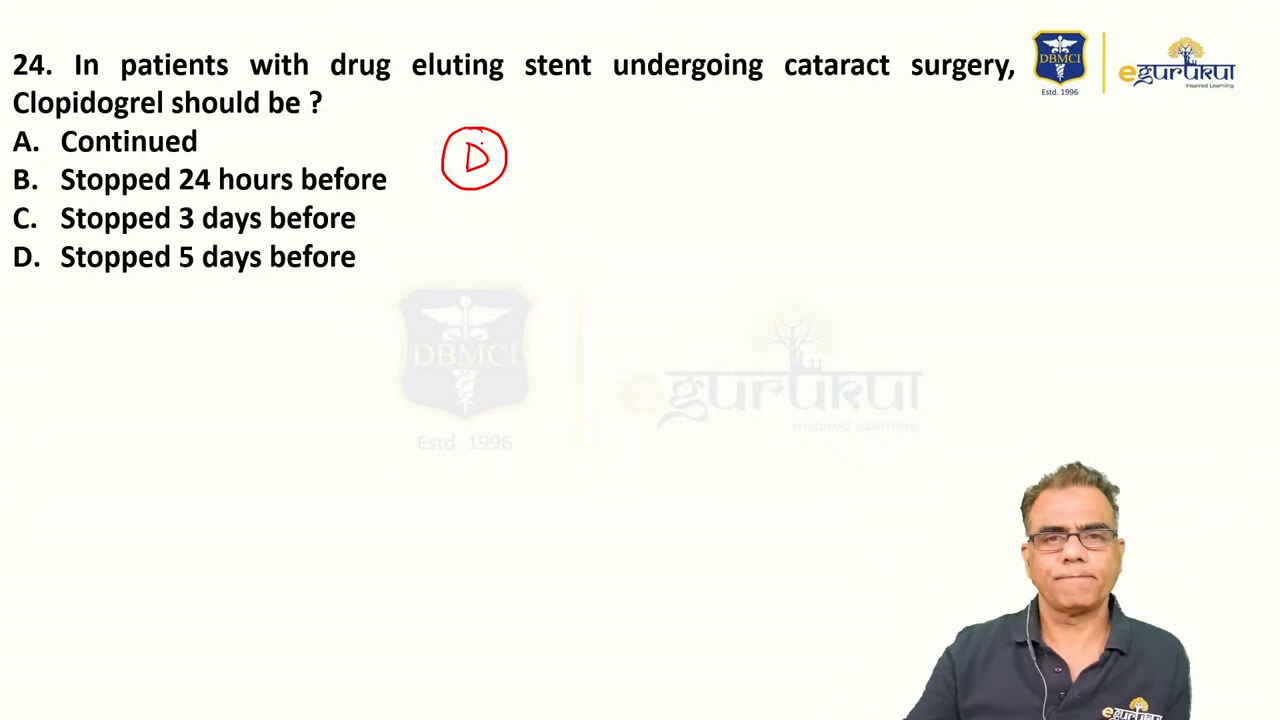 24. In patients with drug eluting stent undergoing cataract surgery,
Clopidogrel should be ?
A. Continued
B. Stopped 24 hours before
C. Stopped 3 days before
D. Stopped 5 days before
D
DBMCI
Estd. 1996
egurukul
Inspired Learning
DBMCI
Estd. 1996
egurukul
Inspired Learning
egurukul